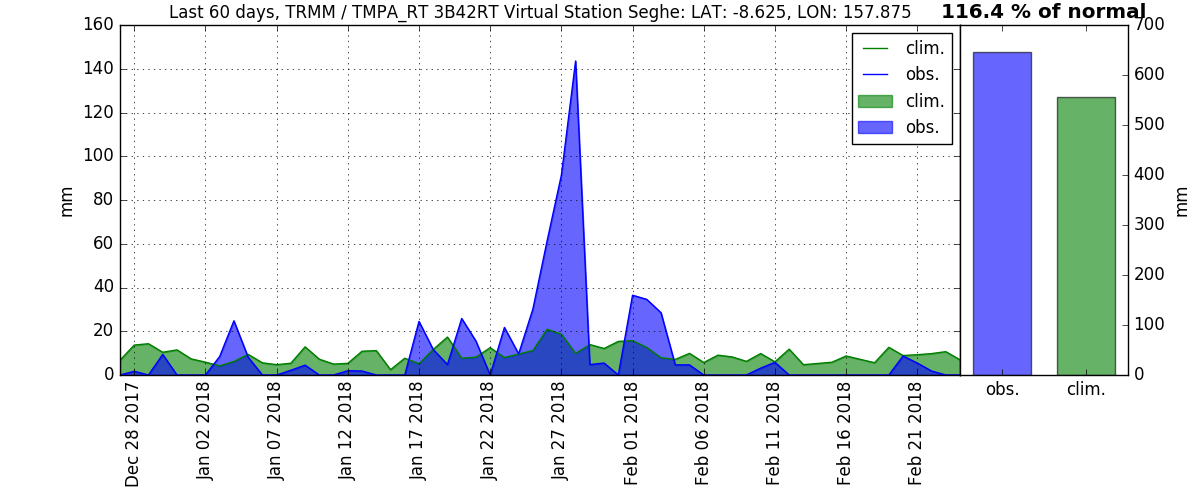 Last 60 days, TRMM / TMPA_RT 3B42RT Virtual Station Seghe: LAT: -8.625, LON: 157.875
116.4 % of normal
160
140
120
100
80
60
40
20
0
mm
clim.
obs.
clim.
obs.
Dec 28 2017
Jan 02 2018
Jan 07 2018
Jan 12 2018
Jan 17 2018
Jan 22 2018
Jan 27 2018
Feb 01 2018
Feb 06 2018
Feb 11 2018
Feb 16 2018
Feb 21 2018
700
600
500
400
300
200
100
0
mm
obs.
clim.